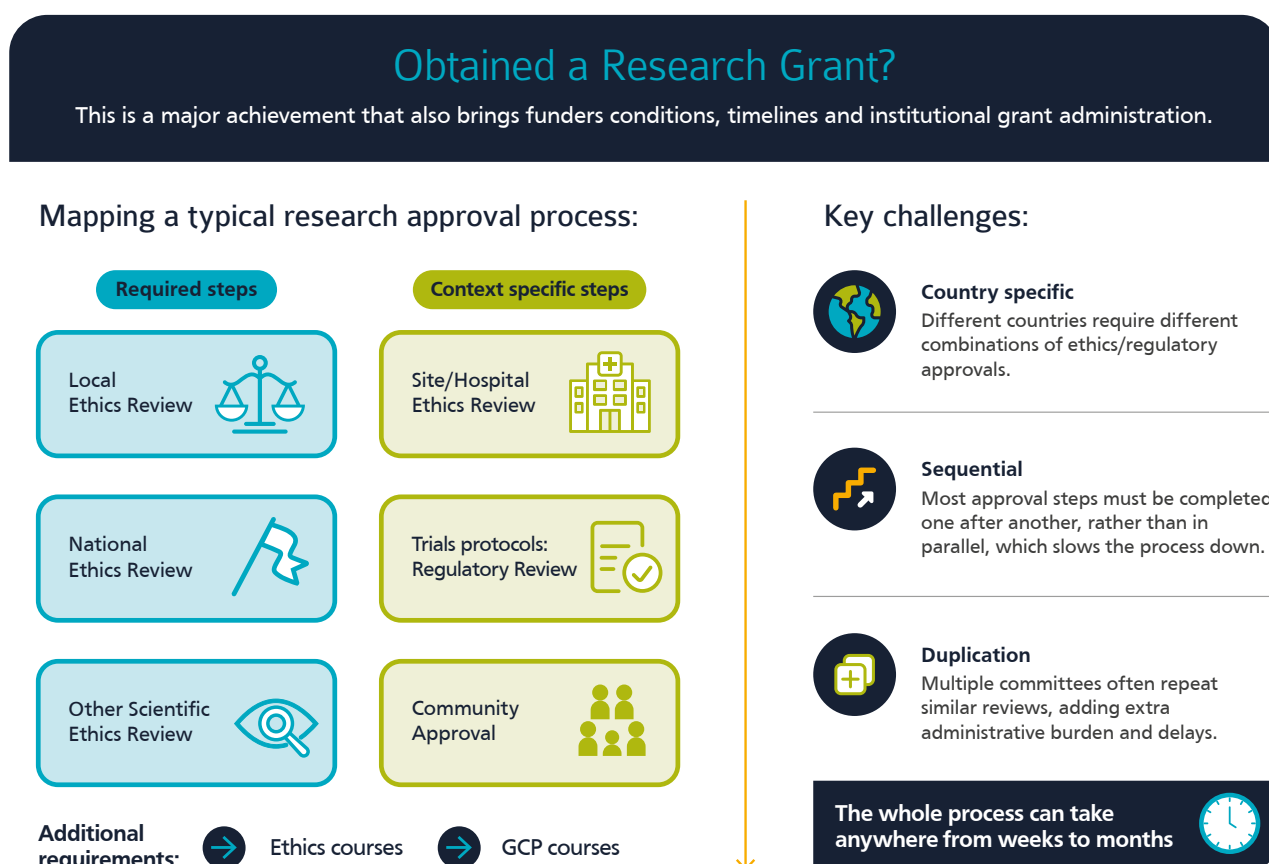 Obtained a Research Grant?
This is a major achievement that also brings funders conditions, timelines and institutional grant administration.
Mapping a typical research approval process:
Required steps
Context specific steps
Local
Ethics Review
Site/Hospital
Ethics Review
National
Ethics Review
Trials protocols:
Regulatory Review
Other Scientific
Ethics Review
Community
Approval
Additional
requirements:
Ethics courses
GCP courses
Key challenges:
Country specific
Different countries require different
combinations of ethics/regulatory
approvals.
Sequential
Most approval steps must be completed
one after another, rather than in
parallel, which slows the process down.
Duplication
Multiple committees often repeat
similar reviews, adding extra
administrative burden and delays.
The whole process can take
anywhere from weeks to months